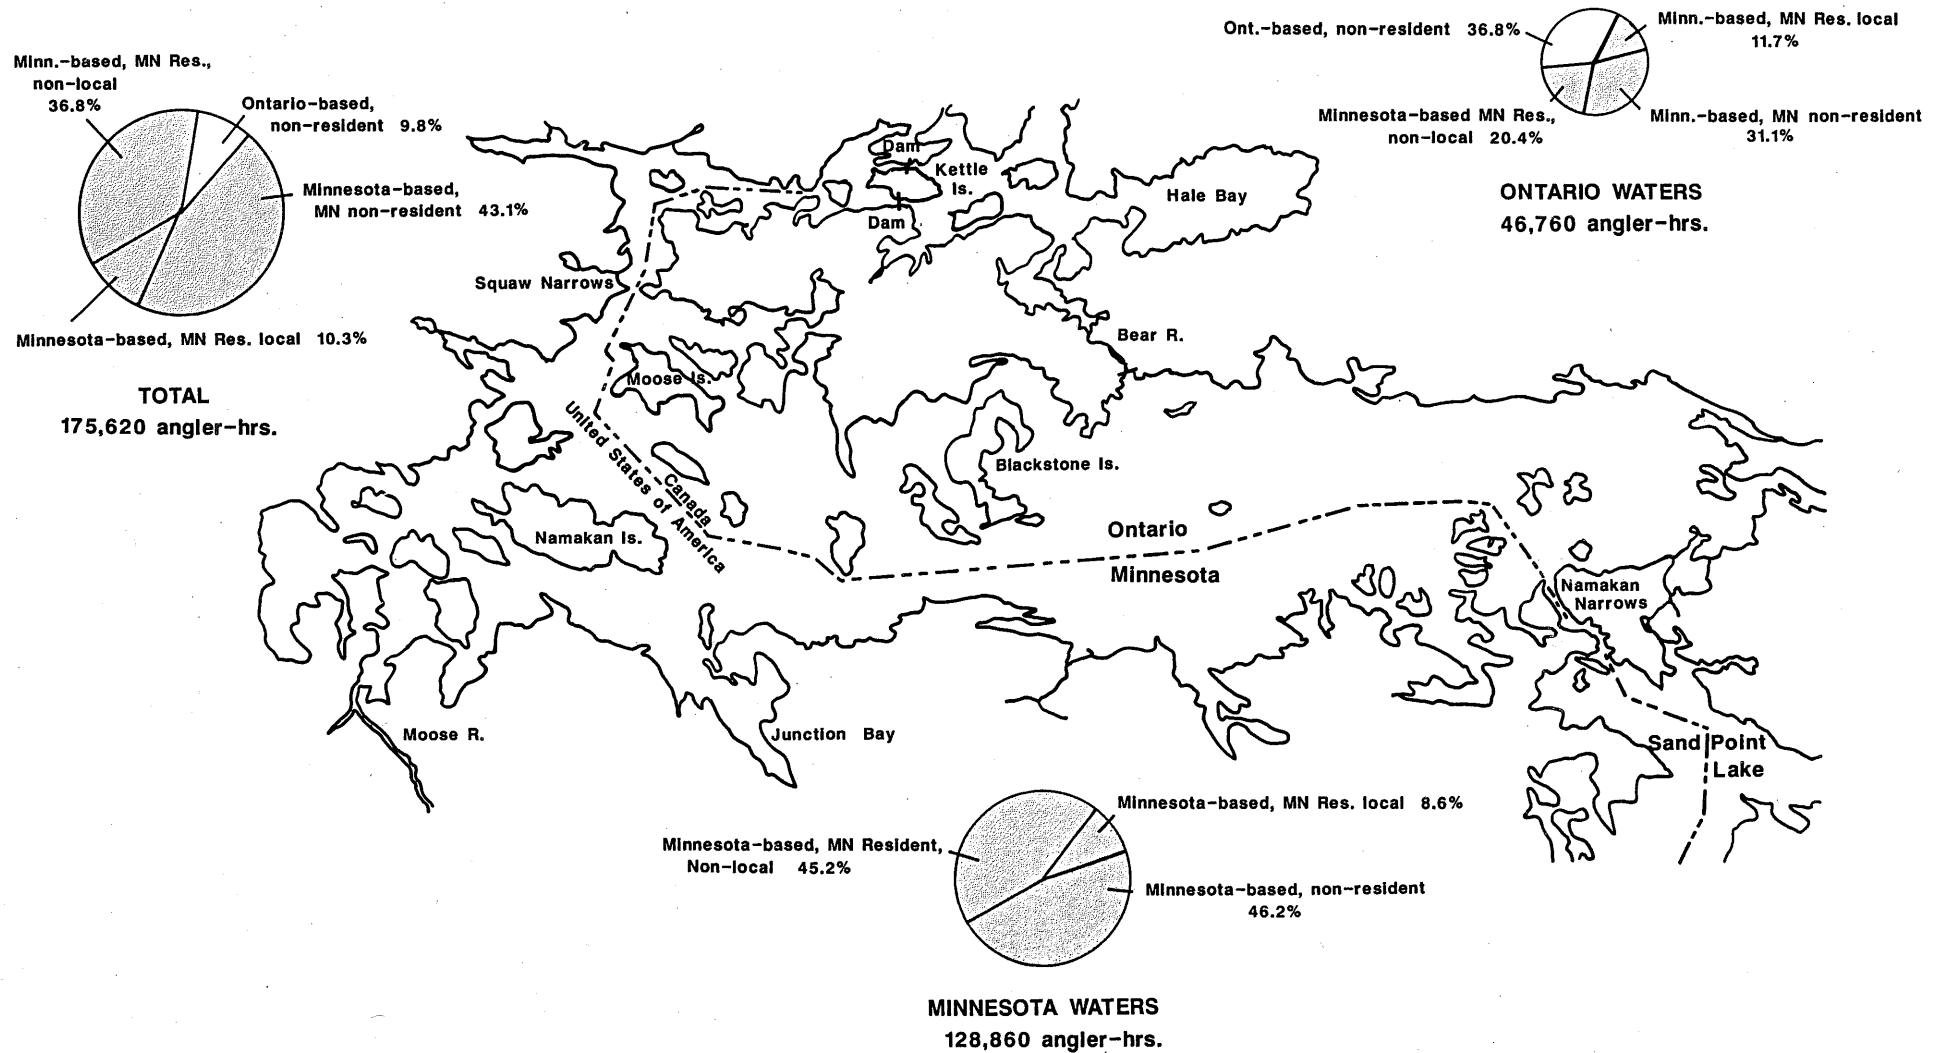 Minn.-based, MN Res.,
non-local
36.8%
Ontario-based,
non-resident 9.8%
Minnesota-based,
MN non-resident 43.1%
Minnesota-based, MN Res. local 10.3%
TOTAL
175,620 angler-hrs.
Ont.-based, non-resident 36.8%
Minn.-based, MN Res. local
11.7%
Minnesota-based MN Res.,
non-local 20.4%
Minn.-based, MN non-resident
31.1%
ONTARIO WATERS
46,760 angler-hrs.
Dam
Kettle
Is.
Dam
Hale Bay
Squaw Narrows
Bear R.
Moose Is.
United States of America
Canada
Blackstone Is.
Namakan Is.
Ontario
Minnesota
Namakan
Narrows
Moose R.
Junction Bay
Sand Point
Lake
Minnesota-based, MN Res. local 8.6%
Minnesota-based, MN Resident,
Non-local 45.2%
Minnesota-based, non-resident
46.2%
MINNESOTA WATERS
128,860 angler-hrs.